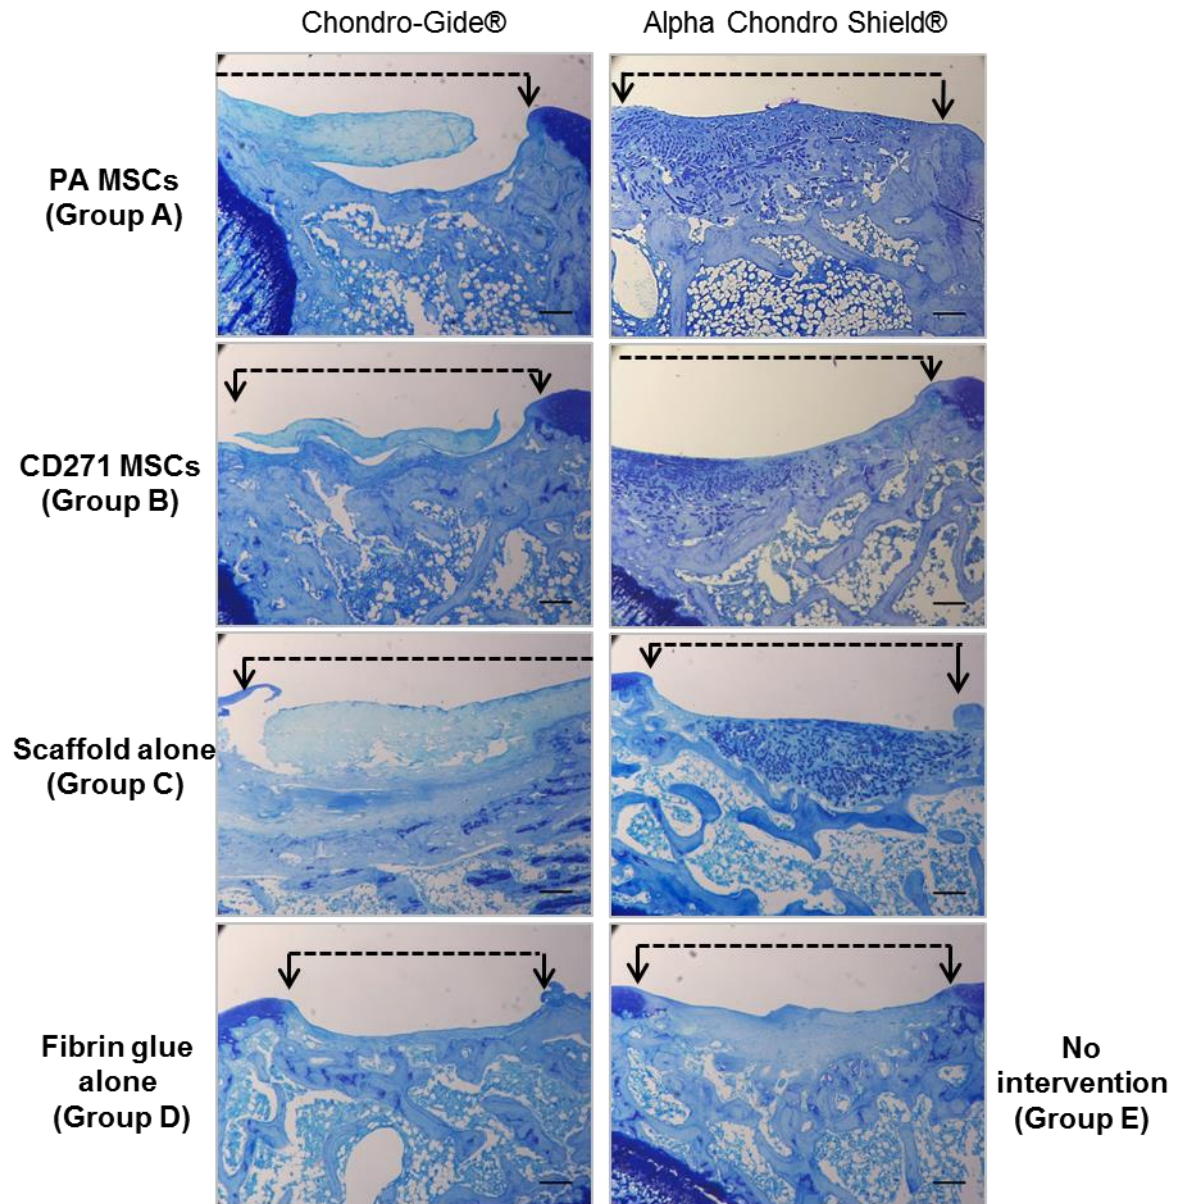 Chondro-Gide®
Alpha Chondro Shield®
PA MSCs
(Group A)
CD271 MSCs
(Group B)
Scaffold alone
(Group C)
Fibrin glue
alone
(Group D)
No
intervention
(Group E)